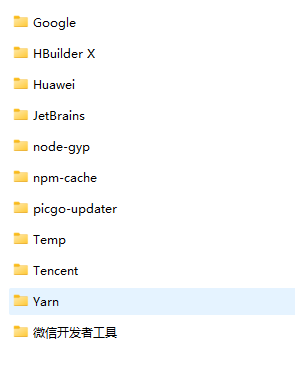 Google
HBuilder X
Huawei
JetBrains
node-gyp
npm-cache
picgo-updater
Temp
Tencent
Yarn
微信开发者工具